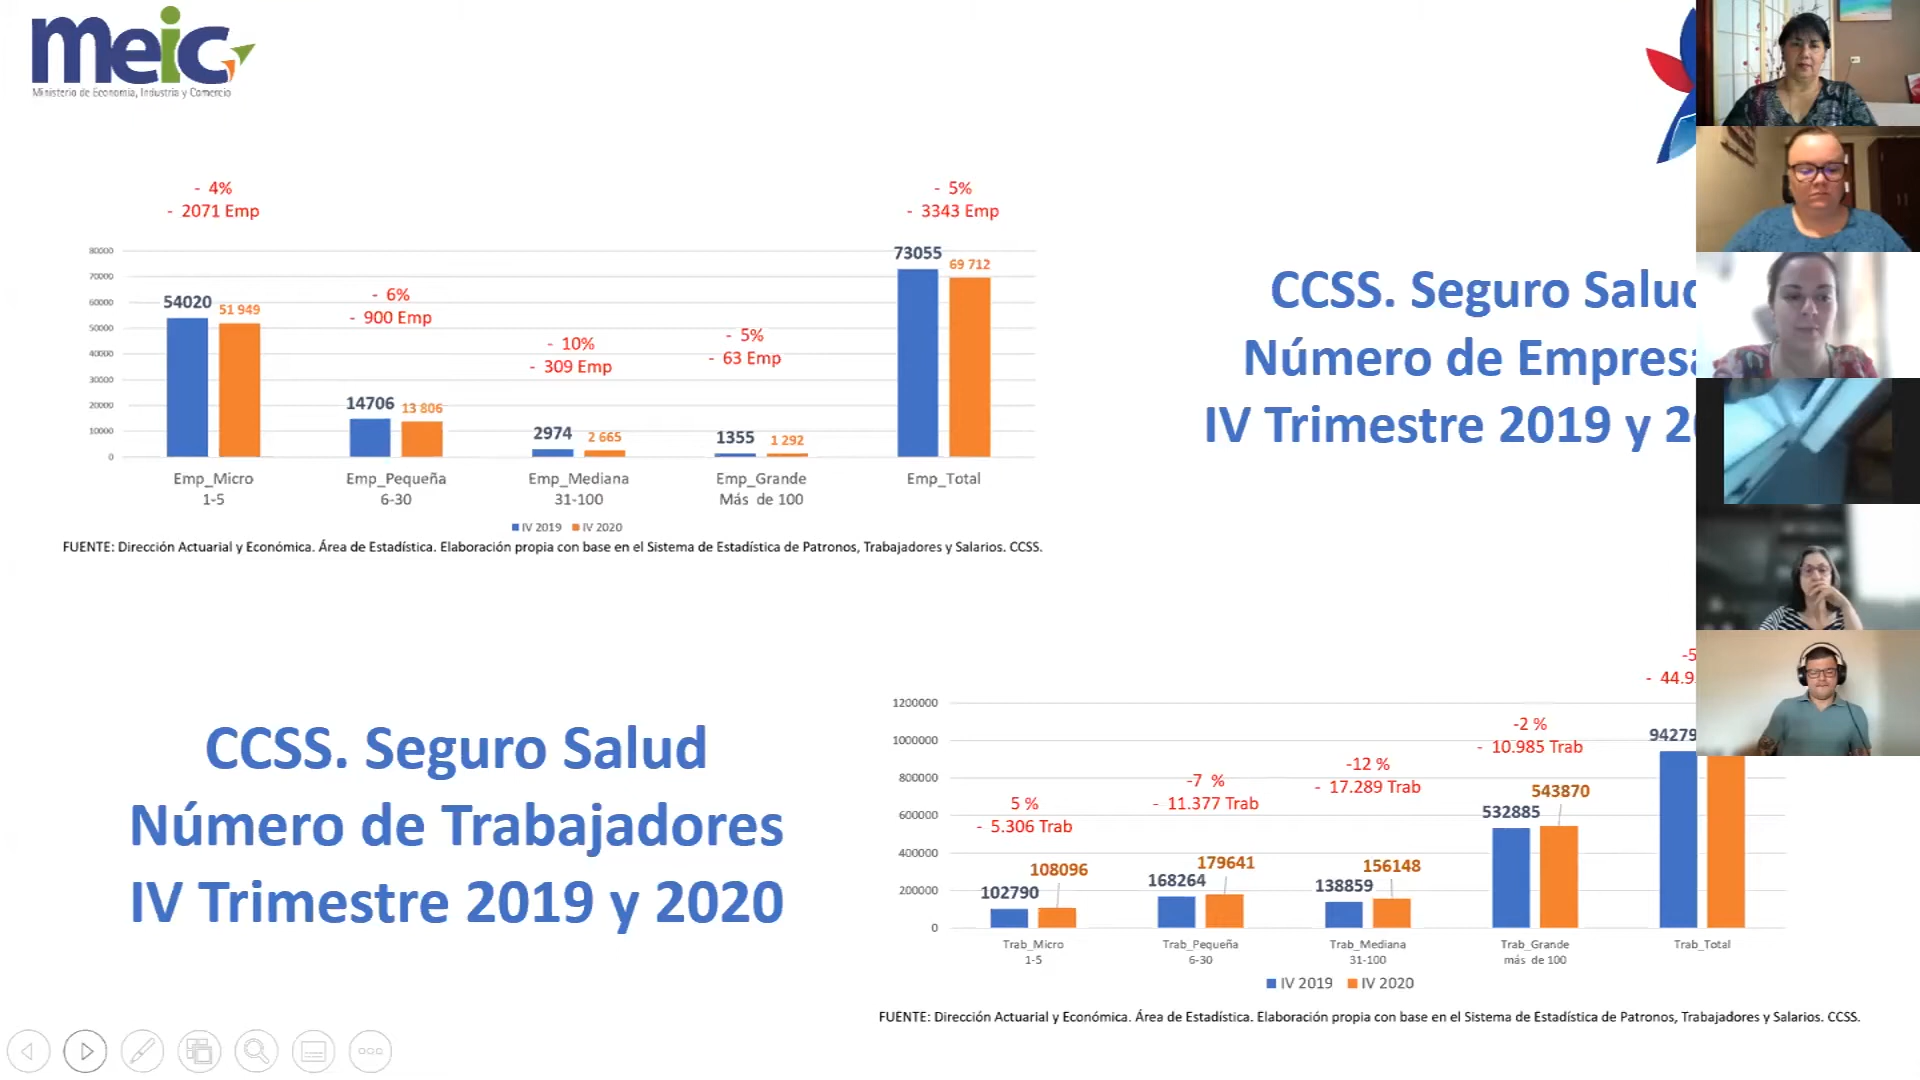 meic
Ministerio de Economía, Industria y Comercio
- 4%
- 2071 Emp
- 5%
- 3343 Emp
- 6%
- 900 Emp
- 10%
- 309 Emp
- 5%
- 63 Emp
80000
70000
60000
50000
40000
30000
20000
10000
0
54020
51 949
14706
13 806
2974
2 665
1355
1 292
73055
69 712
Emp_Micro
1-5
Emp_Pequeña
6-30
Emp_Mediana
31-100
Emp_Grande
Más de 100
Emp_Total
IV 2019
IV 2020
FUENTE: Dirección Actuarial y Económica. Área de Estadística. Elaboración propia con base en el Sistema de Estadística de Patronos, Trabajadores y Salarios. CCSS.
CCSS. Seguro Salud
Número de Empresa
IV Trimestre 2019 y 2
CCSS. Seguro Salud
Número de Trabajadores
IV Trimestre 2019 y 2020
5 %
- 5.306 Trab
-7 %
- 11.377 Trab
-12 %
- 17.289 Trab
-2 %
- 10.985 Trab
-5
- 44.9
1200000
1000000
800000
600000
400000
200000
0
102790
108096
168264
179641
138859
156148
532885
543870
94279
Trab_Micro
1-5
Trab_Pequeña
6-30
Trab_Mediana
31-100
Trab_Grande
más de 100
Trab_Total
IV 2019
IV 2020
FUENTE: Dirección Actuarial y Económica. Área de Estadística. Elaboración propia con base en el Sistema de Estadística de Patronos, Trabajadores y Salarios. CCSS.